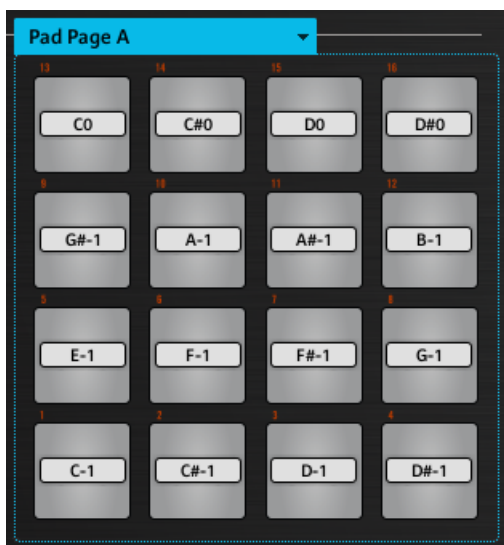 Pad Page A
13 14 15 16
C0 C#0 D0 D#0
9 10 11 12
G#-1 A-1 A#-1 B-1
5 6 7 8
E-1 F-1 F#-1 G-1
1 2 3 4
C-1 C#-1 D-1 D#-1